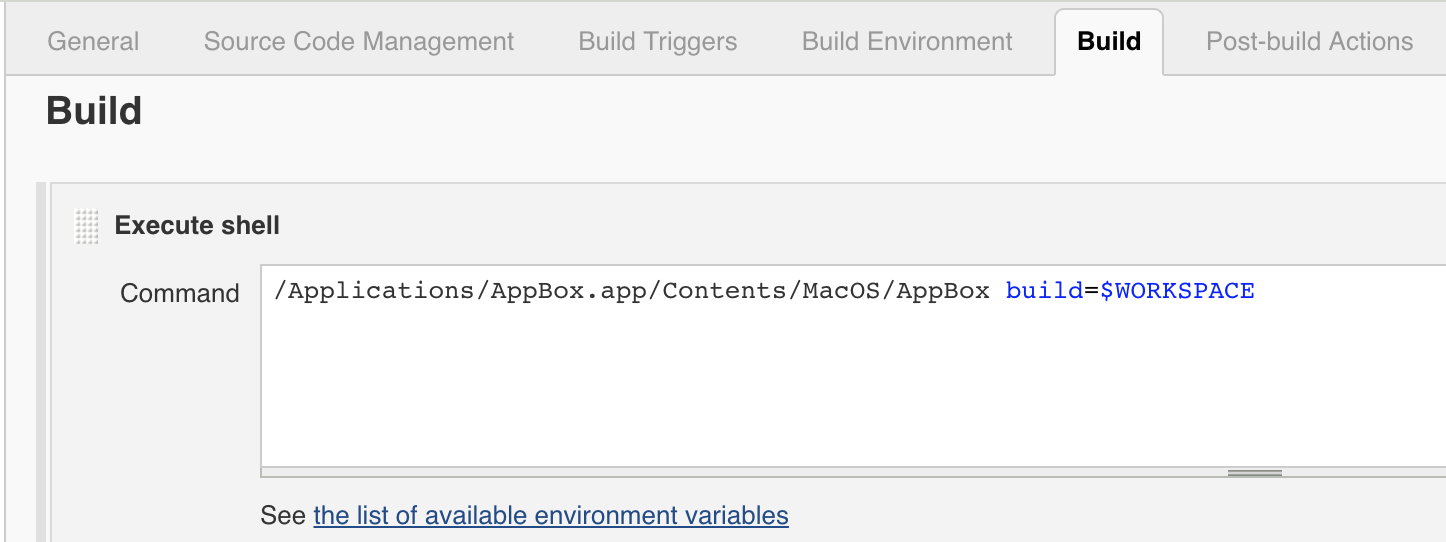 General Source Code Management Build Triggers Build Environment Build Post-build Actions
Build
Execute shell
Command /Applications/AppBox.app/Contents/MacOS/AppBox build=$WORKSPACE
See the list of available environment variables